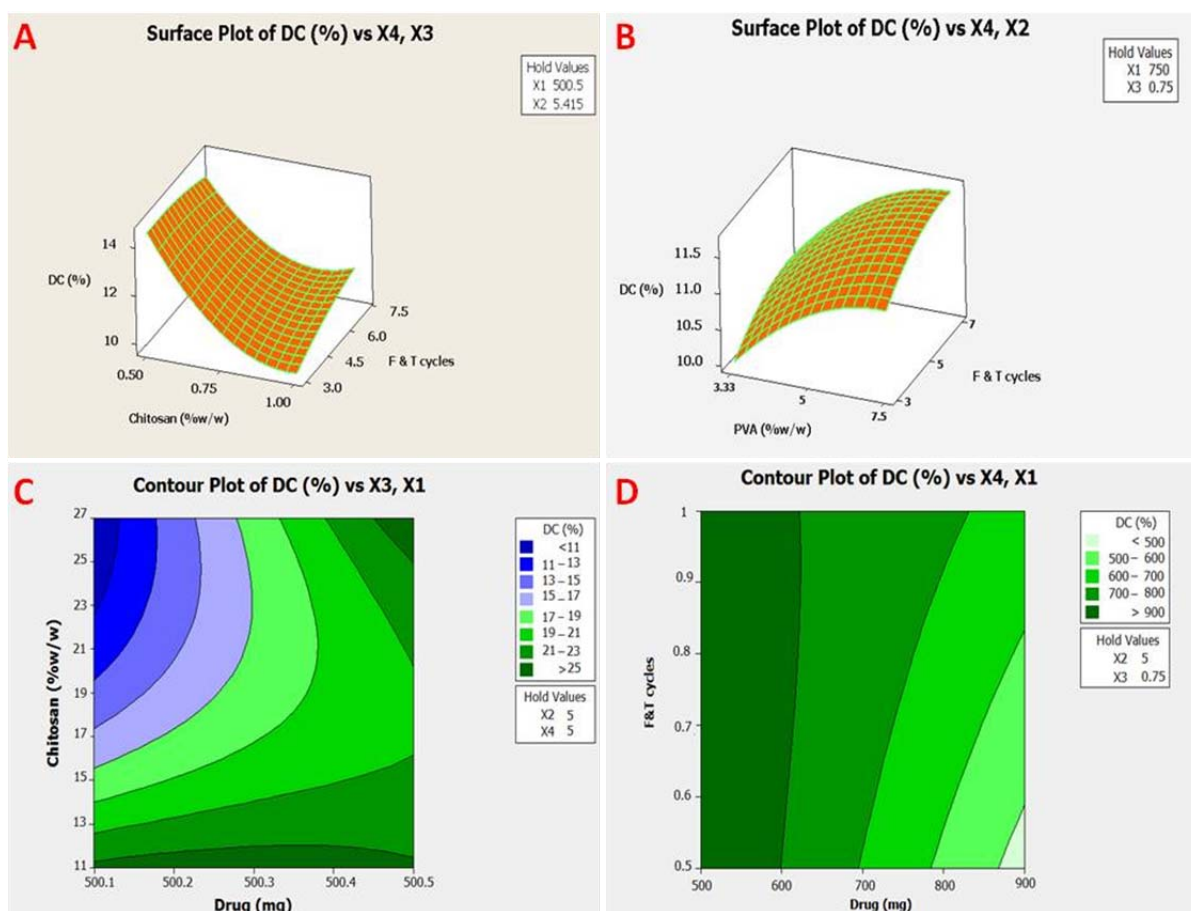 A
Surface Plot of DC (%) vs X4, X3
Hold Values
X1 500.5
X2 5.415
14
12
10
DC (%)
7.5
6.0
4.5
3.0
F & T cycles
0.50
0.75
1.00
Chitosan (%w/w)
B
Surface Plot of DC (%) vs X4, X2
Hold Values
X1 750
X3 0.75
11.5
11.0
10.5
10.0
DC (%)
7
5
3
F & T cycles
3.33
5
7.5
PVA (%w/w)
C
Contour Plot of DC (%) vs X3, X1
27
25
23
21
19
17
15
13
11
Chitosan (%w/w)
500.1 500.2 500.3 500.4 500.5
Drug (mg)
DC (%)
<11
11 – 13
13 – 15
15 – 17
17 – 19
19 – 21
21 – 23
>25
Hold Values
X2 5
X4 5
D
Contour Plot of DC (%) vs X4, X1
1
0.9
0.8
0.7
0.6
0.5
F&T cycles
500 600 700 800 900
Drug (mg)
DC (%)
< 500
500 – 600
600 – 700
700 – 800
> 900
Hold Values
X2 5
X3 0.75